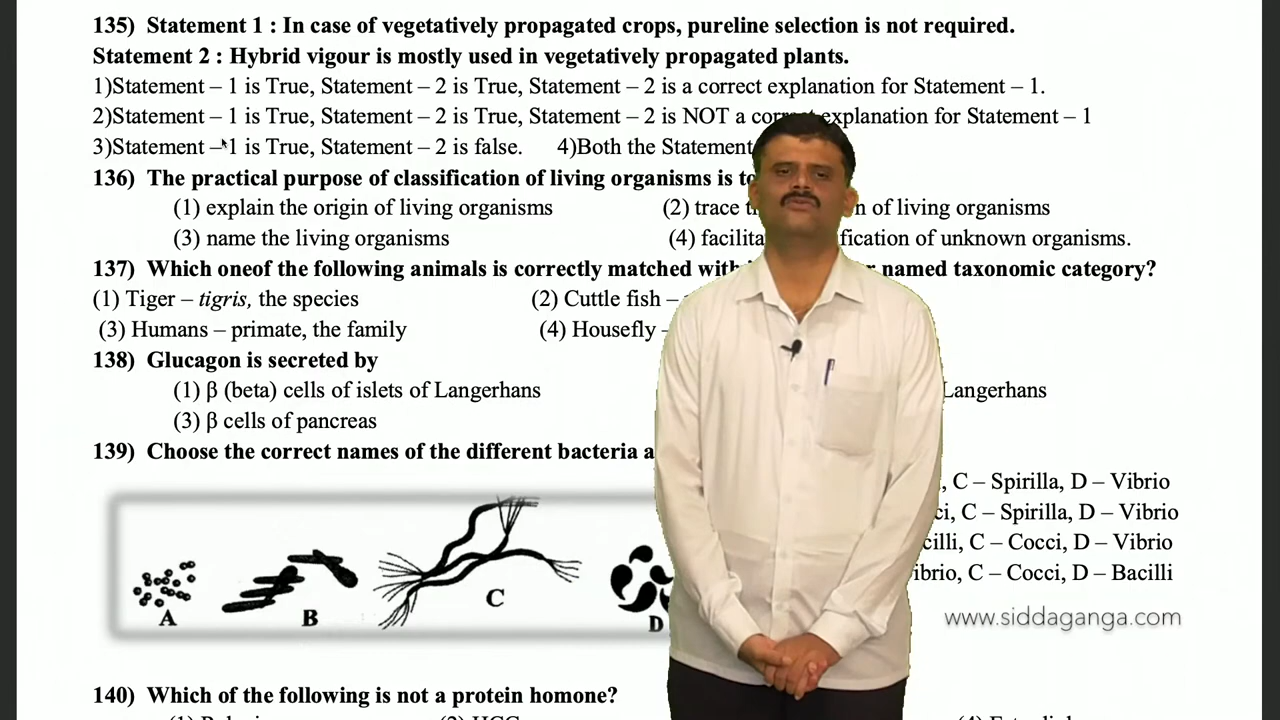 135) Statement 1 : In case of vegetatively propagated crops, pureline selection is not required.
Statement 2 : Hybrid vigour is mostly used in vegetatively propagated plants.
1)Statement – 1 is True, Statement – 2 is True, Statement – 2 is a correct explanation for Statement – 1.
2)Statement – 1 is True, Statement – 2 is True, Statement – 2 is NOT a correct explanation for Statement – 1
3)Statement – 1 is True, Statement – 2 is false. 4)Both the Statement
136) The practical purpose of classification of living organisms is to
(1) explain the origin of living organisms (2) trace n of living organisms
(3) name the living organisms (4) facilita fication of unknown organisms.
137) Which oneof the following animals is correctly matched with r named taxonomic category?
(1) Tiger – tigris, the species (2) Cuttle fish –
(3) Humans – primate, the family (4) Housefly –
138) Glucagon is secreted by
(1) β (beta) cells of islets of Langerhans Langerhans
(3) β cells of pancreas
139) Choose the correct names of the different bacteria a
, C – Spirilla, D – Vibrio
ci, C – Spirilla, D – Vibrio
cilli, C – Cocci, D – Vibrio
ibrio, C – Cocci, D – Bacilli
A B C D
www.siddaganga.com
140) Which of the following is not a protein homone?